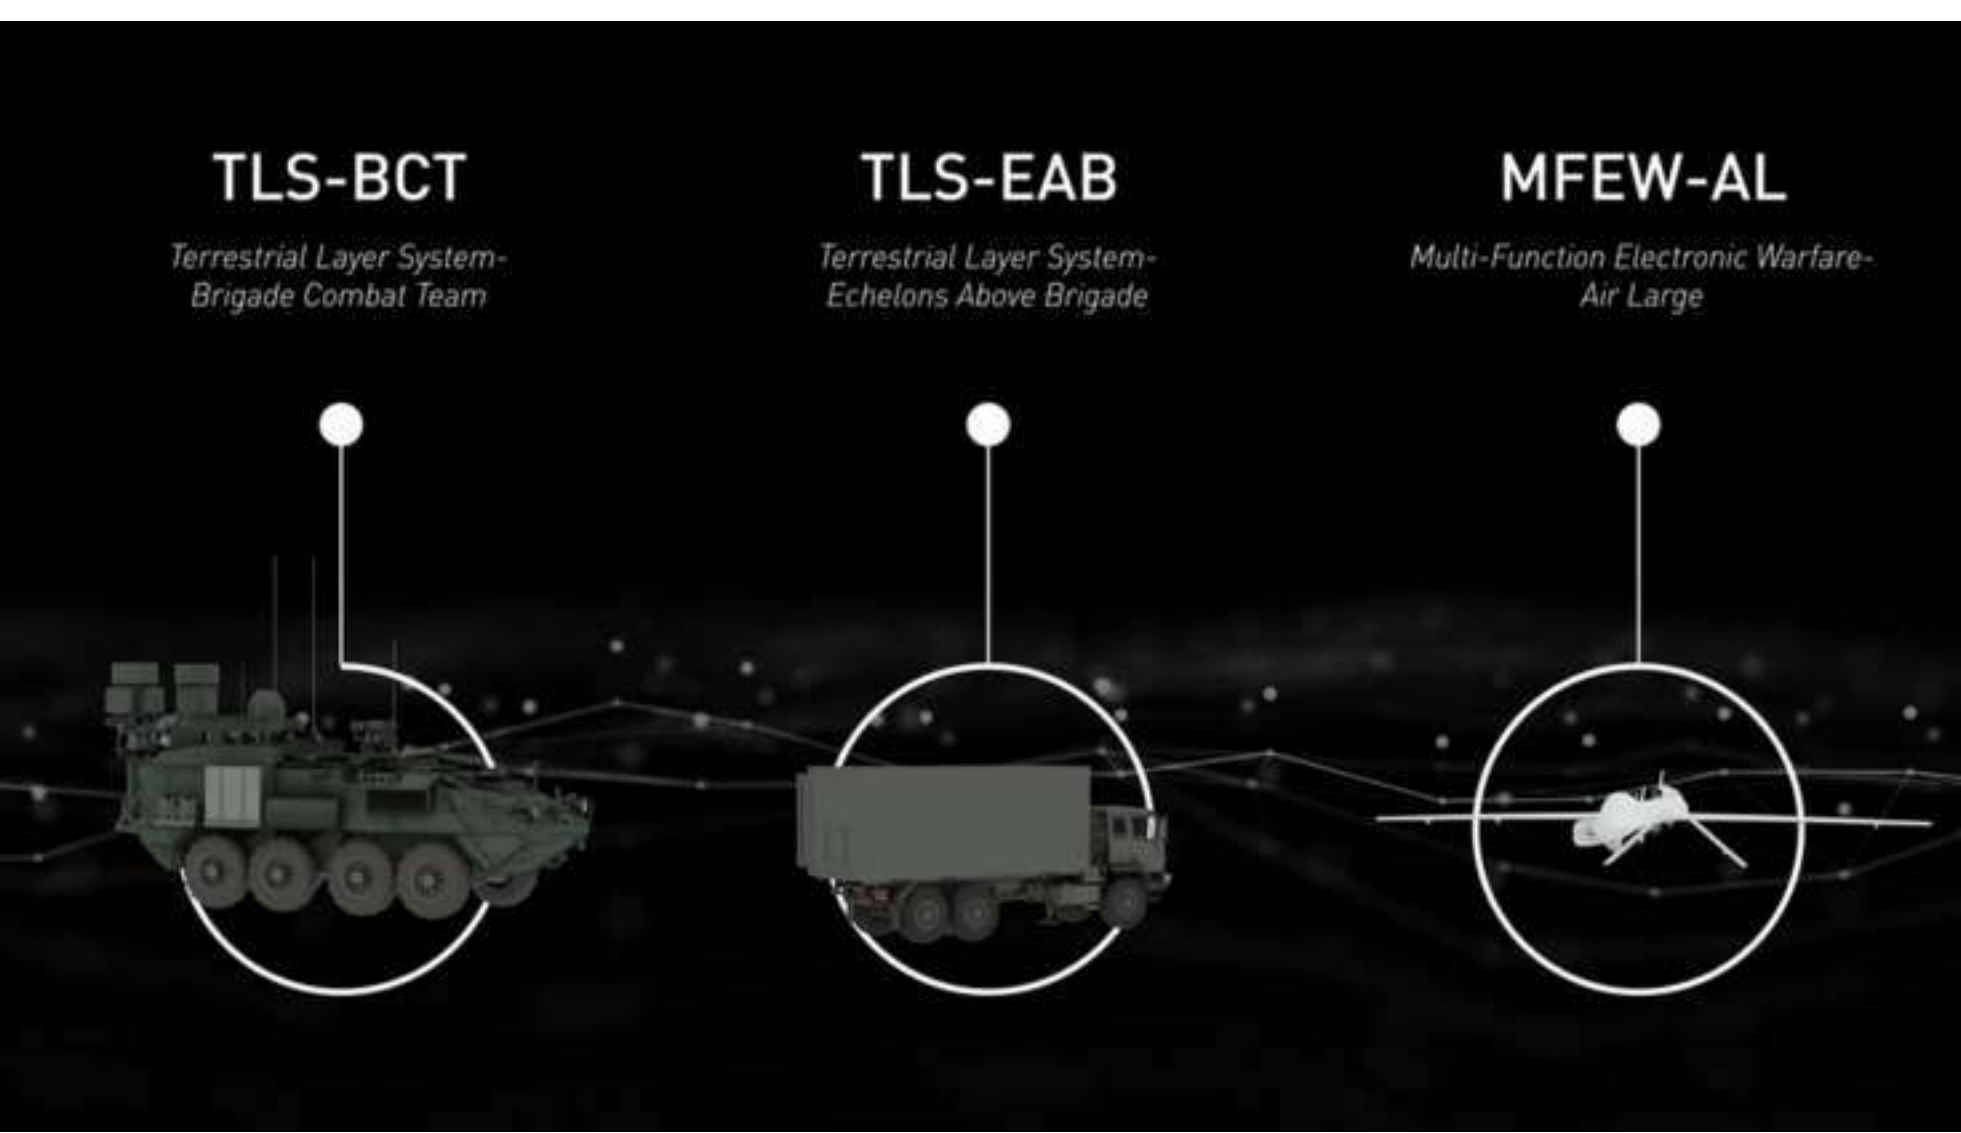 TLS-BCT
Terrestrial Layer System-
Brigade Combat Team
TLS-EAB
Terrestrial Layer System-
Echelons Above Brigade
MFEW-AL
Multi-Function Electronic Warfare-
Air Large